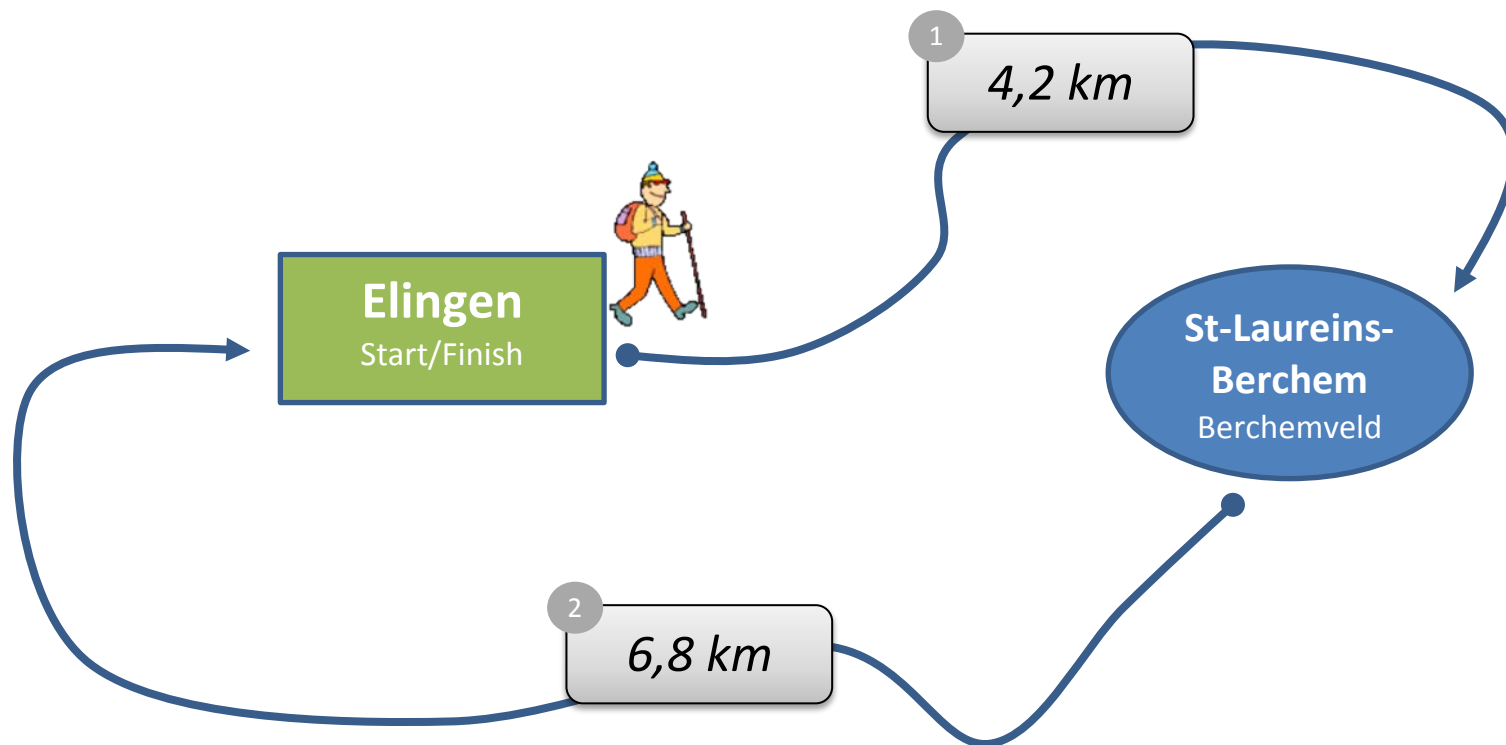 1
4,2 km
Elingen
Start/Finish
St-Laureins-
Berchem
Berchemveld
2
6,8 km